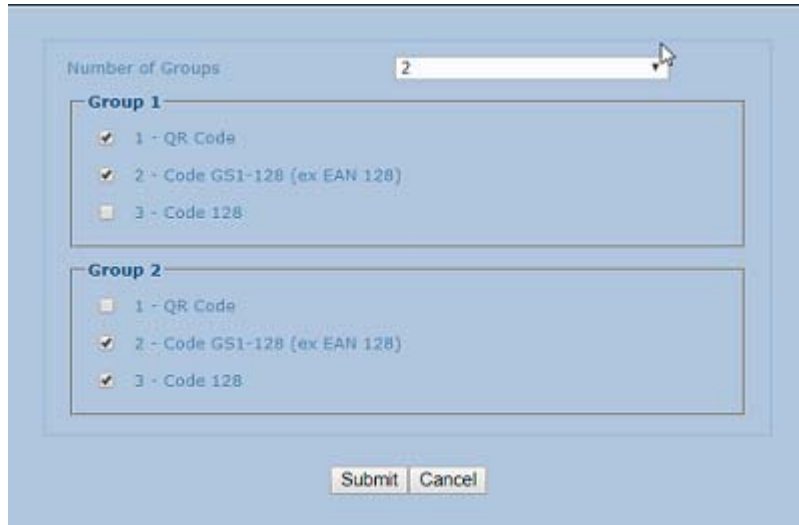 Number of Groups 2
Group 1
1 - QR Code
2 - Code GS1-128 (ex EAN 128)
3 - Code 128
Group 2
1 - QR Code
2 - Code GS1-128 (ex EAN 128)
3 - Code 128
Submit Cancel